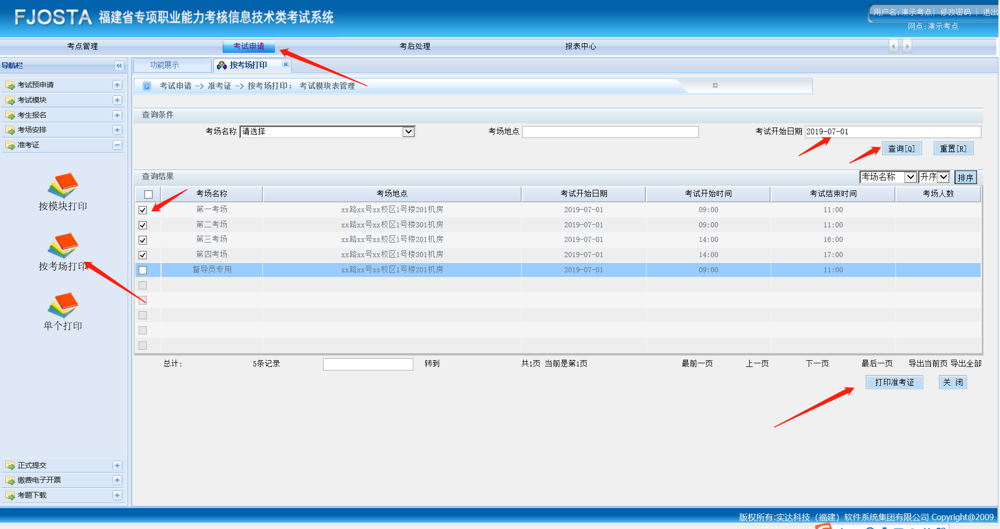 FJOSTA 福建省专项职业能力考核信息技术类考试系统
用户名:演示考点| 修改密码 | 退出
网点:演示考点
考点管理 考试申请 考后处理 报表中心
导航栏
考试预申请
考试模块
考生报名
考场安排
准考证
按模块打印
按考场打印
单个打印
正式提交
缴费电子开票
考题下载
功能展示 按考场打印
考试申请 -> 准考证 -> 按考场打印： 考试模块表管理
查询条件
考场名称 请选择 考场地点 考试开始日期 2019-07-01
查询[Q] 重置[R]
查询结果 考场名称 升序 排序
考场名称 考场地点 考试开始日期 考试开始时间 考试结束时间 考场人数
第一考场 xx路xx号xx校区1号楼201机房 2019-07-01 09:00 11:00
第二考场 xx路xx号xx校区1号楼301机房 2019-07-01 09:00 11:00
第三考场 xx路xx号xx校区1号楼201机房 2019-07-01 14:00 16:00
第四考场 xx路xx号xx校区1号楼301机房 2019-07-01 14:00 17:00
督导员专用 xx路xx号xx校区1号楼201机房 2019-07-01 09:00 11:00
总计: 5条记录 转到 共1页 当前是第1页 最前一页 上一页 下一页 最后一页 导出当前页 导出全部
打印准考证 关 闭
版权所有:实达科技（福建）软件系统集团有限公司 Copyright@2009